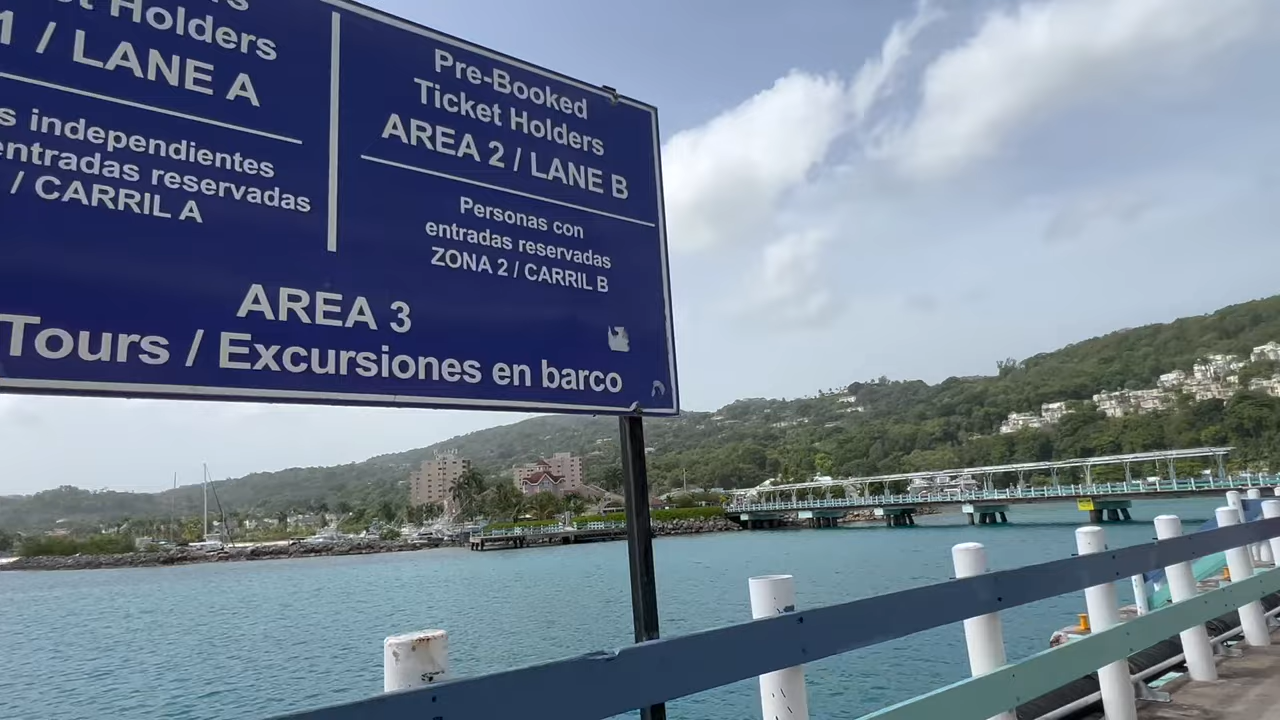 t Holders
1 / LANE A
s independientes
entradas reservadas
/ CARRIL A
Pre-Booked
Ticket Holders
AREA 2 / LANE B
Personas con
entradas reservadas
ZONA 2 / CARRIL B
AREA 3
Tours / Excursiones en barco